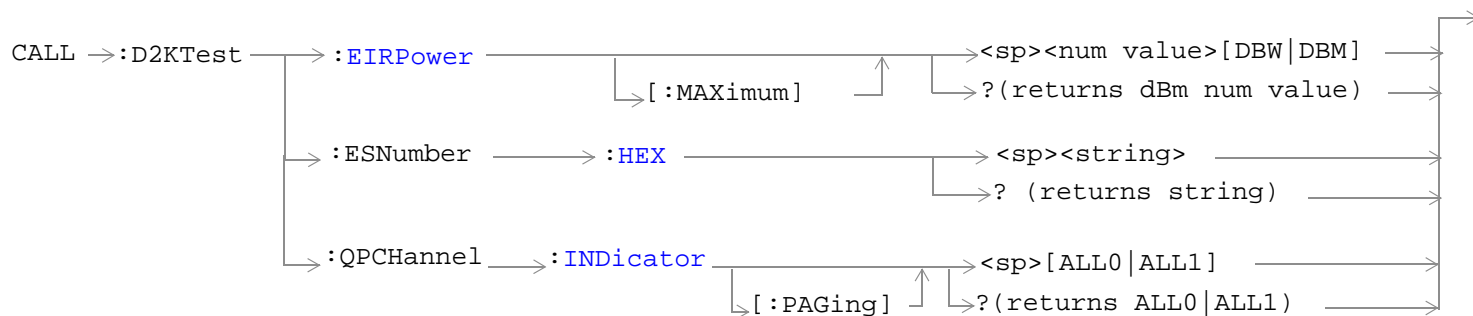 CALL :D2KTest :EIRPower <sp><num value>[DBW|DBM]
[:MAXimum] ?(returns dBm num value)
:ESNumber :HEX <sp><string>
? (returns string)
:QPCHannel :INDicator <sp>[ALL0|ALL1]
[:PAGing] ?(returns ALL0|ALL1)